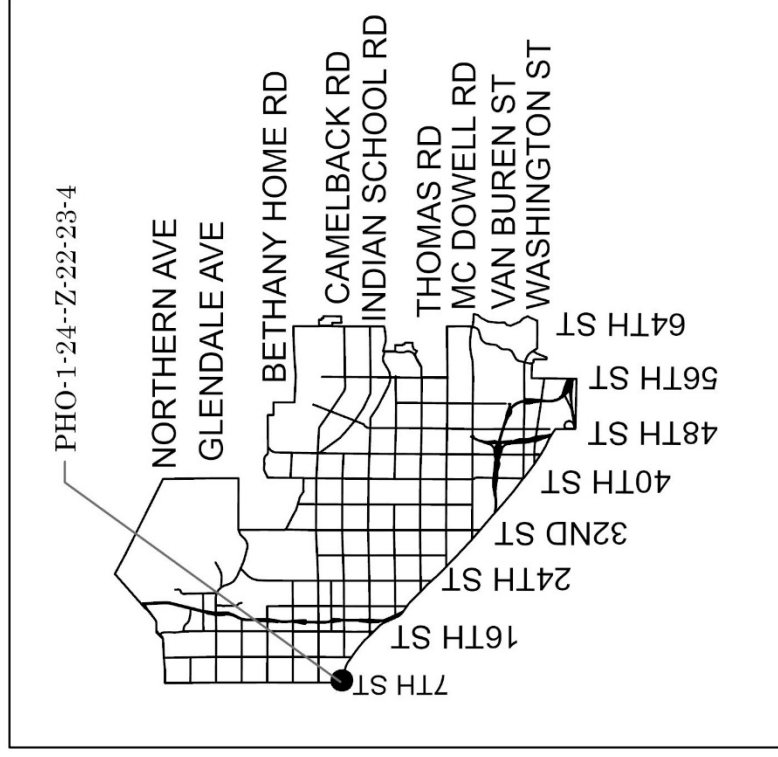 PHO-1-24--Z-22-23-4
NORTHERN AVE
GLENDALE AVE
BETHANY HOME RD
CAMELBACK RD
INDIAN SCHOOL RD
THOMAS RD
MC DOWELL RD
VAN BUREN ST
WASHINGTON ST
64TH ST
56TH ST
48TH ST
40TH ST
32ND ST
24TH ST
16TH ST
7TH ST